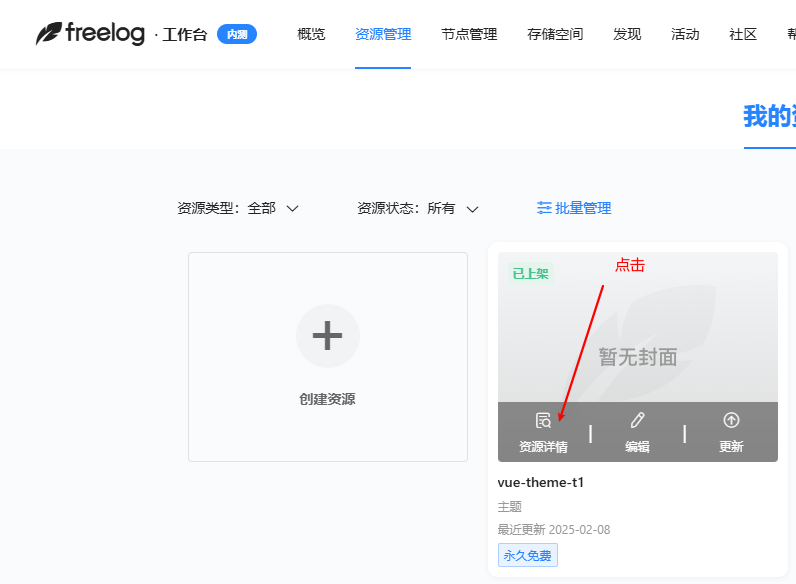 freelog · 工作台 内测 概览 资源管理 节点管理 存储空间 发现 活动 社区
我的
资源类型: 全部 资源状态: 所有 批量管理
已上架 点击
暂无封面
创建资源
资源详情 编辑 更新
vue-theme-t1
主题
最近更新 2025-02-08
永久免费